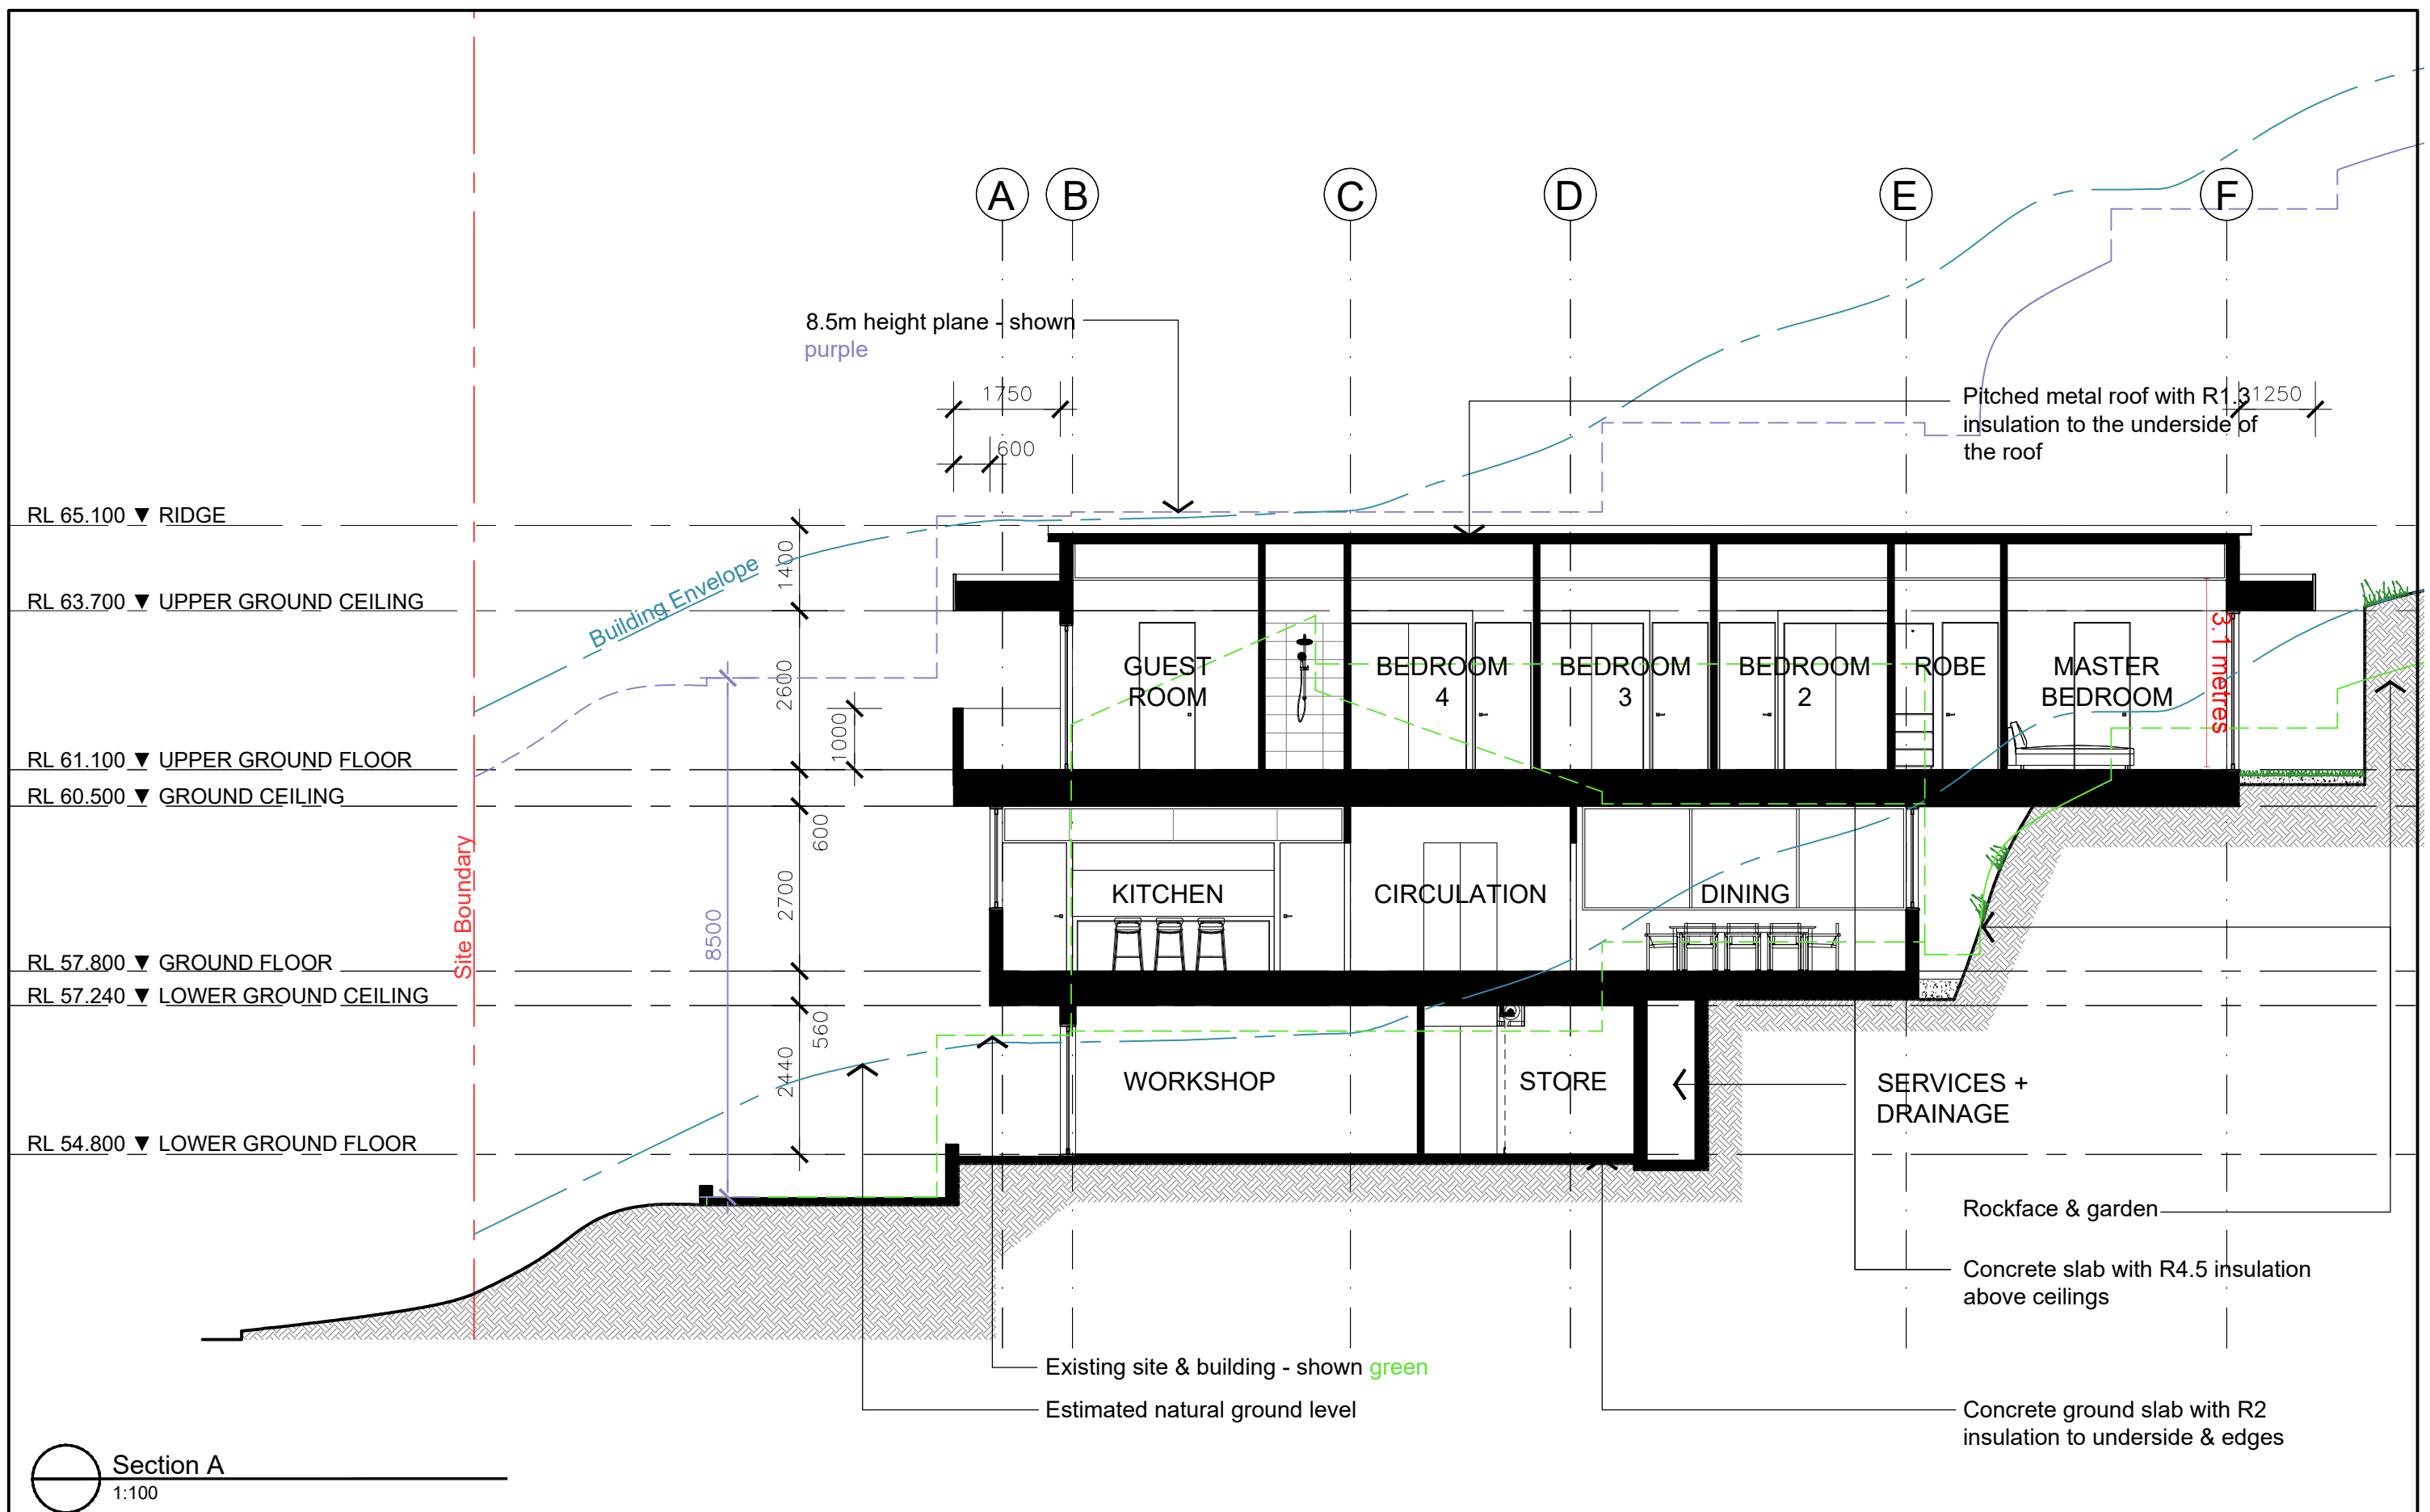 A
B
C
D
E
F
8.5m height plane - shown
purple
1750
600
Pitched metal roof with R1.3
insulation to the underside of
the roof
1250
RL 65.100 ▼ RIDGE
1400
Building Envelope
RL 63.700 ▼ UPPER GROUND CEILING
2600
1000
GUEST
ROOM
BEDROOM
4
BEDROOM
3
BEDROOM
2
ROBE
MASTER
BEDROOM
3.1 metres
RL 61.100 ▼ UPPER GROUND FLOOR
RL 60.500 ▼ GROUND CEILING
600
Site Boundary
8500
2700
KITCHEN
CIRCULATION
DINING
RL 57.800 ▼ GROUND FLOOR
RL 57.240 ▼ LOWER GROUND CEILING
560
2440
WORKSHOP
STORE
SERVICES +
DRAINAGE
RL 54.800 ▼ LOWER GROUND FLOOR
Rockface & garden
Concrete slab with R4.5 insulation
above ceilings
Existing site & building - shown green
Estimated natural ground level
Concrete ground slab with R2
insulation to underside & edges
Section A
1:100